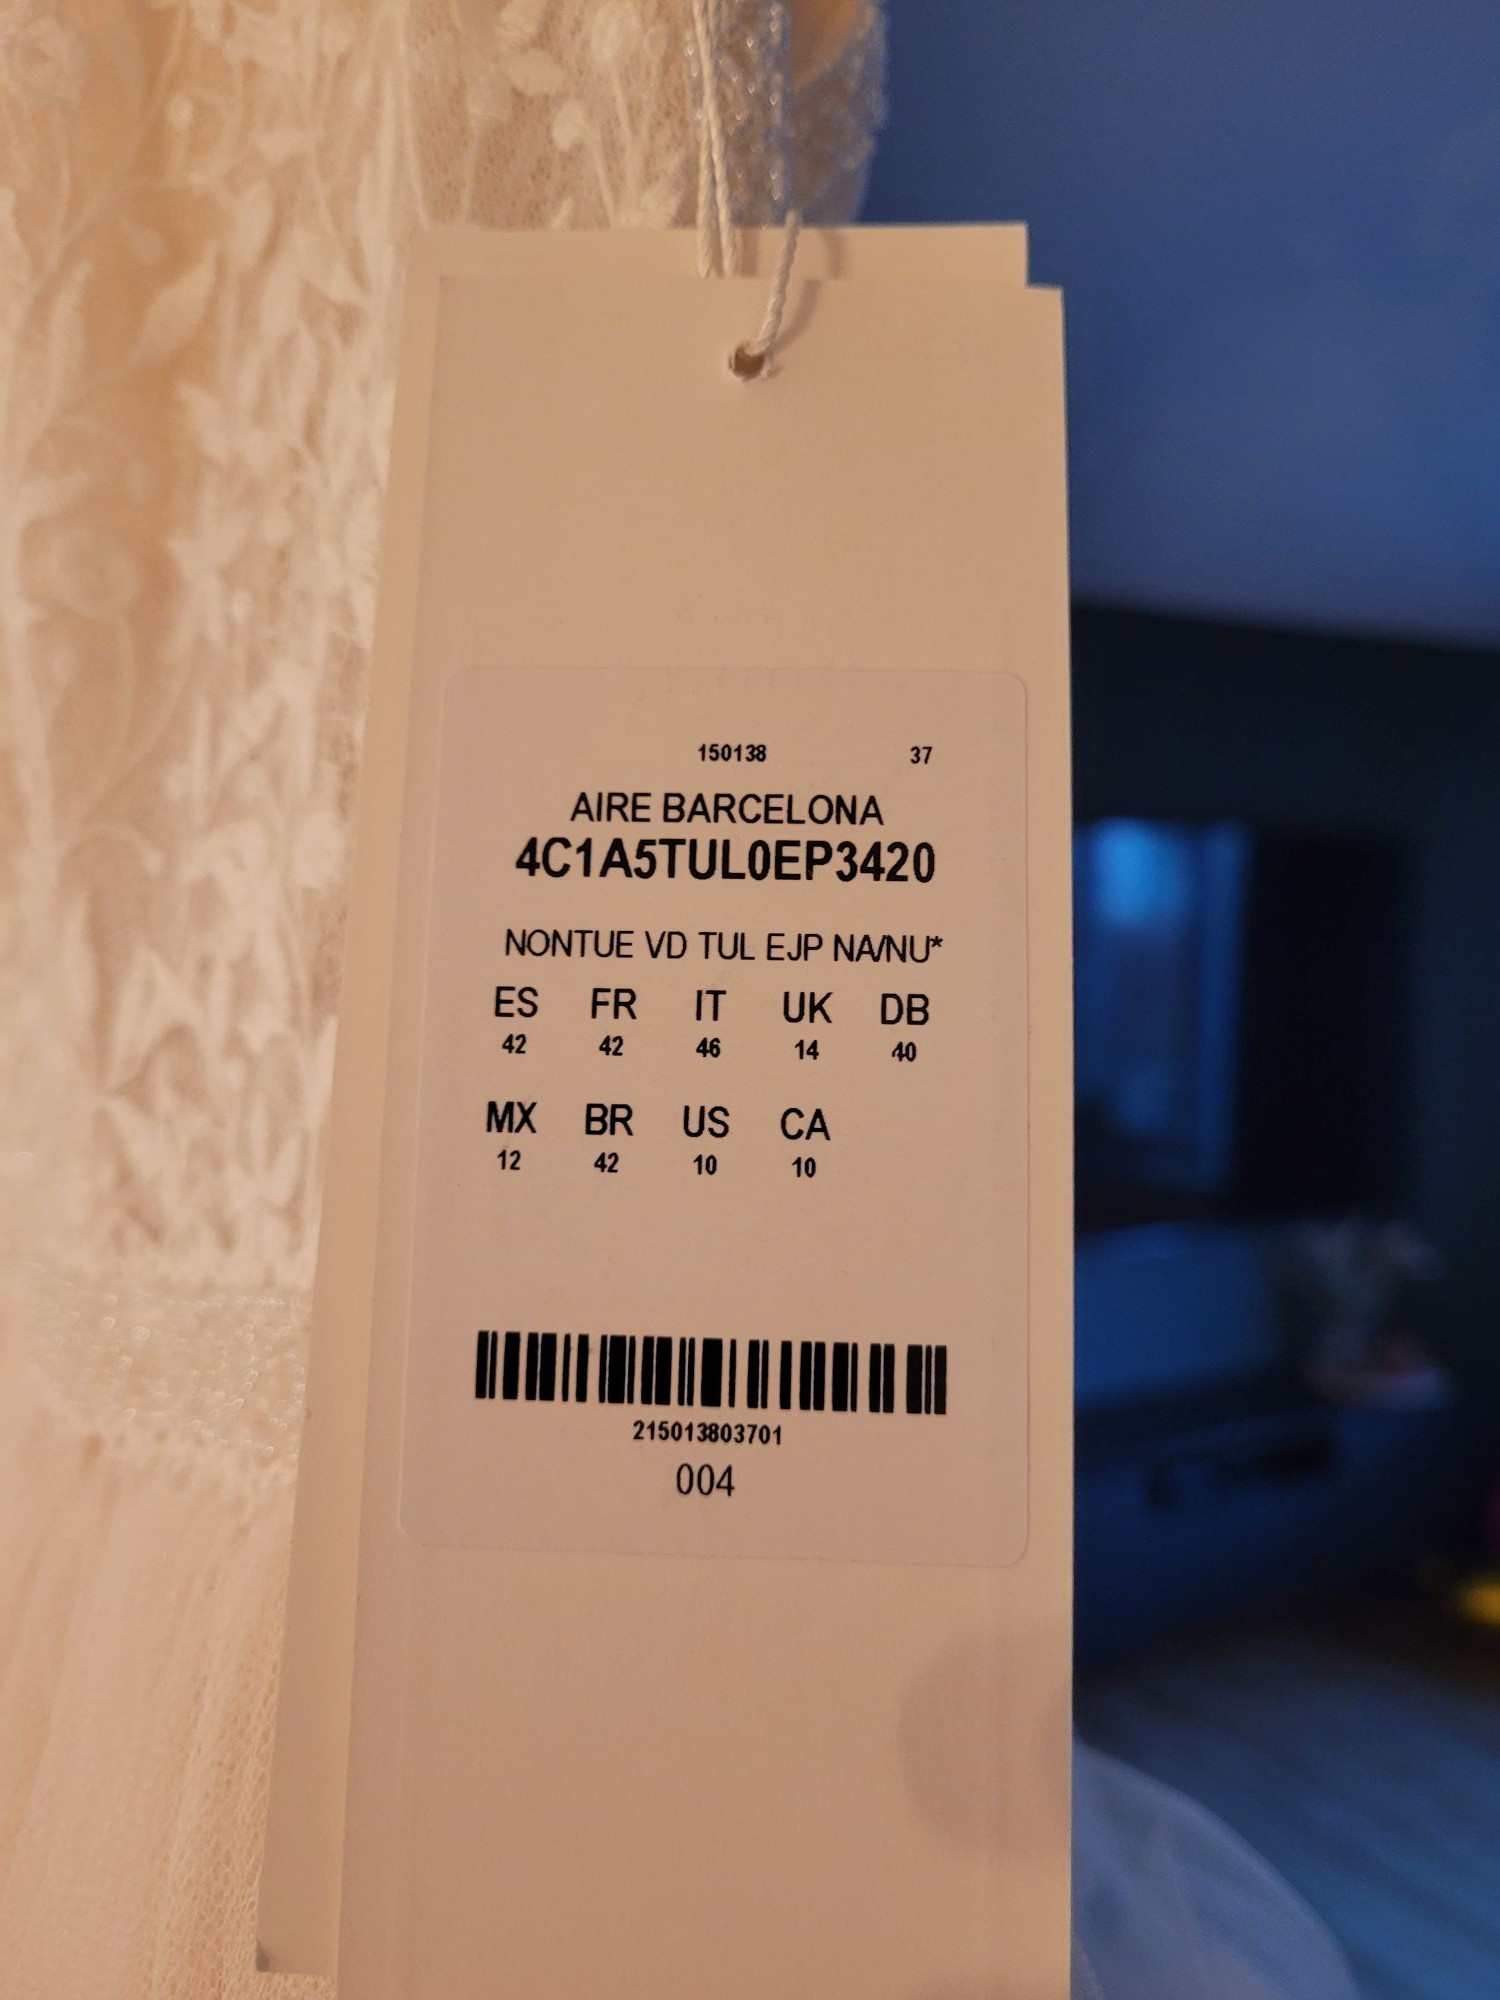 150138 37
AIRE BARCELONA
4C1A5TUL0EP3420
NONTUE VD TUL EJP NA/NU*
ES FR IT UK DB
42 42 46 14 40
MX BR US CA
12 42 10 10
215013803701
004